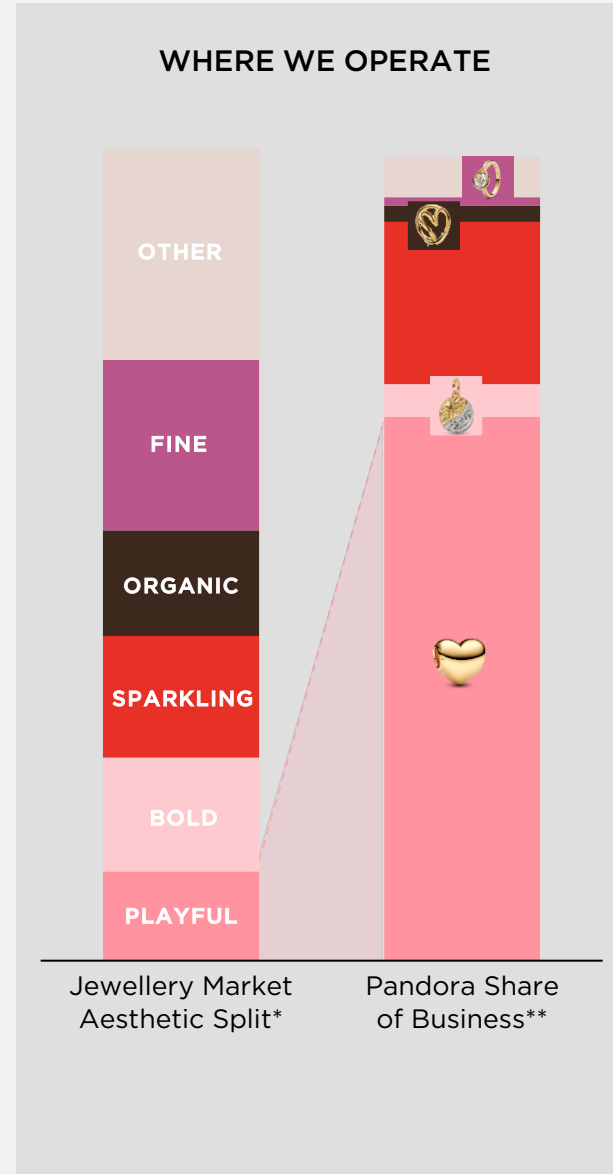 WHERE WE OPERATE
OTHER
FINE
ORGANIC
SPARKLING
BOLD
PLAYFUL
Jewellery Market
Aesthetic Split*
Pandora Share
of Business**